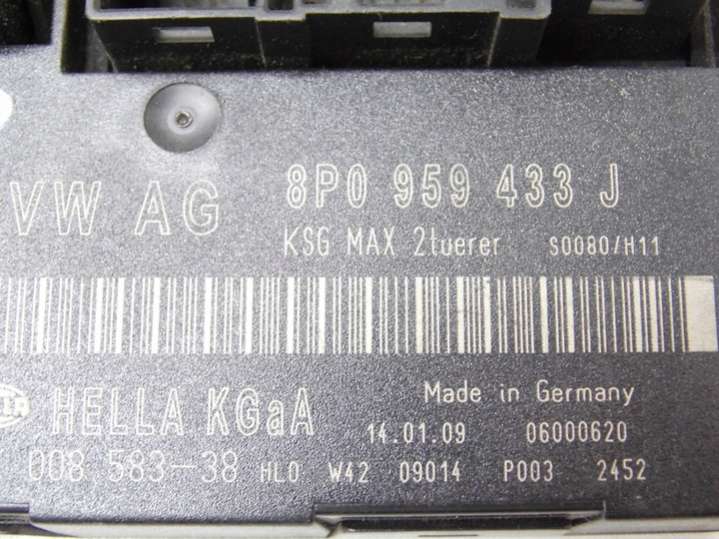 VW AG 8P0 959 433 J
KSG MAX 2tuerer S0080/H11
HELLA KGaA Made in Germany
14.01.09 06000620
008 583-38 HL0 W42 09014 P003 2452